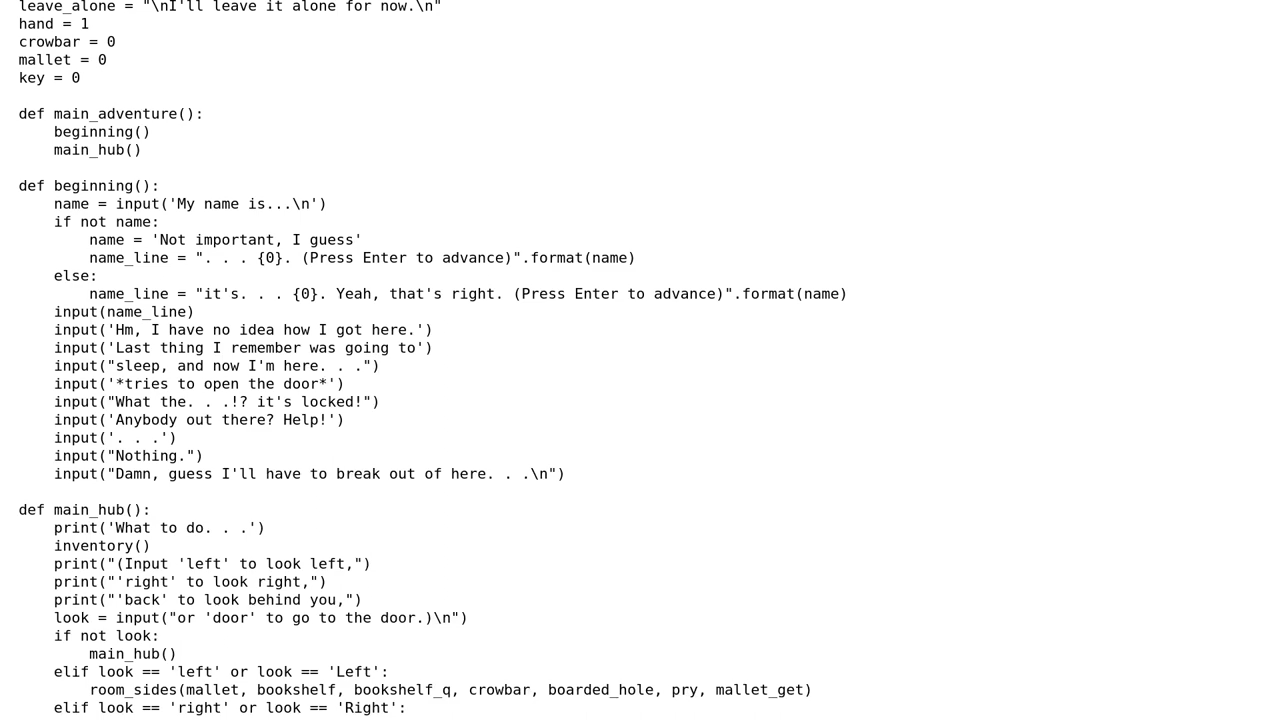 leave_alone = "\nI'll leave it alone for now.\n"
hand = 1
crowbar = 0
mallet = 0
key = 0

def main_adventure():
    beginning()
    main_hub()

def beginning():
    name = input('My name is...\n')
    if not name:
        name = 'Not important, I guess'
        name_line = ". . . {0}. (Press Enter to advance)".format(name)
    else:
        name_line = "it's. . . {0}. Yeah, that's right. (Press Enter to advance)".format(name)
    input(name_line)
    input('Hm, I have no idea how I got here.')
    input('Last thing I remember was going to')
    input("sleep, and now I'm here. . .")
    input('*tries to open the door*')
    input("What the. . .!? it's locked!")
    input('Anybody out there? Help!')
    input('. . .')
    input("Nothing.")
    input("Damn, guess I'll have to break out of here. . .\n")

def main_hub():
    print('What to do. . .')
    inventory()
    print("(Input 'left' to look left,")
    print("'right' to look right,")
    print("'back' to look behind you,")
    look = input("or 'door' to go to the door.)\n")
    if not look:
        main_hub()
    elif look == 'left' or look == 'Left':
        room_sides(mallet, bookshelf, bookshelf_q, crowbar, boarded_hole, pry, mallet_get)
    elif look == 'right' or look == 'Right':